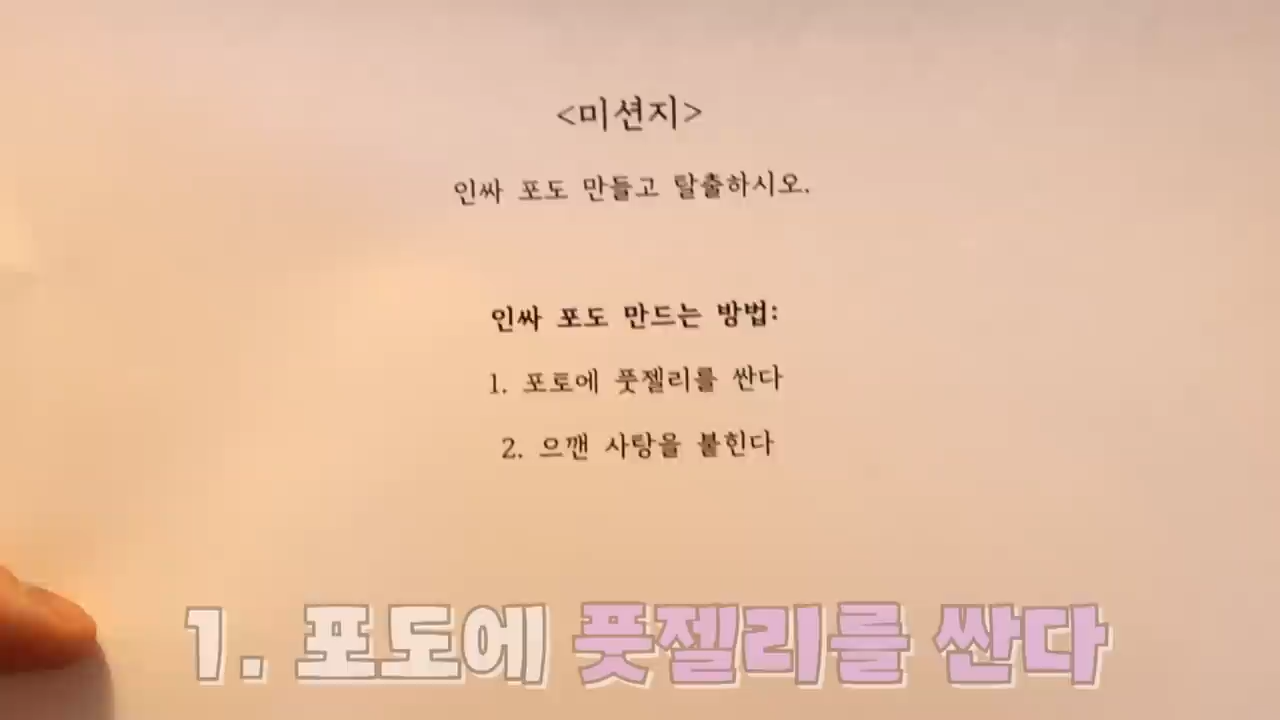 <미션지>
인싸 포도 만들고 탈출하시오.
인싸 포도 만드는 방법:
1. 포토에 풋젤리를 싼다
2. 으깬 사탕을 붙힌다
1. 포도에 풋젤리를 싼다